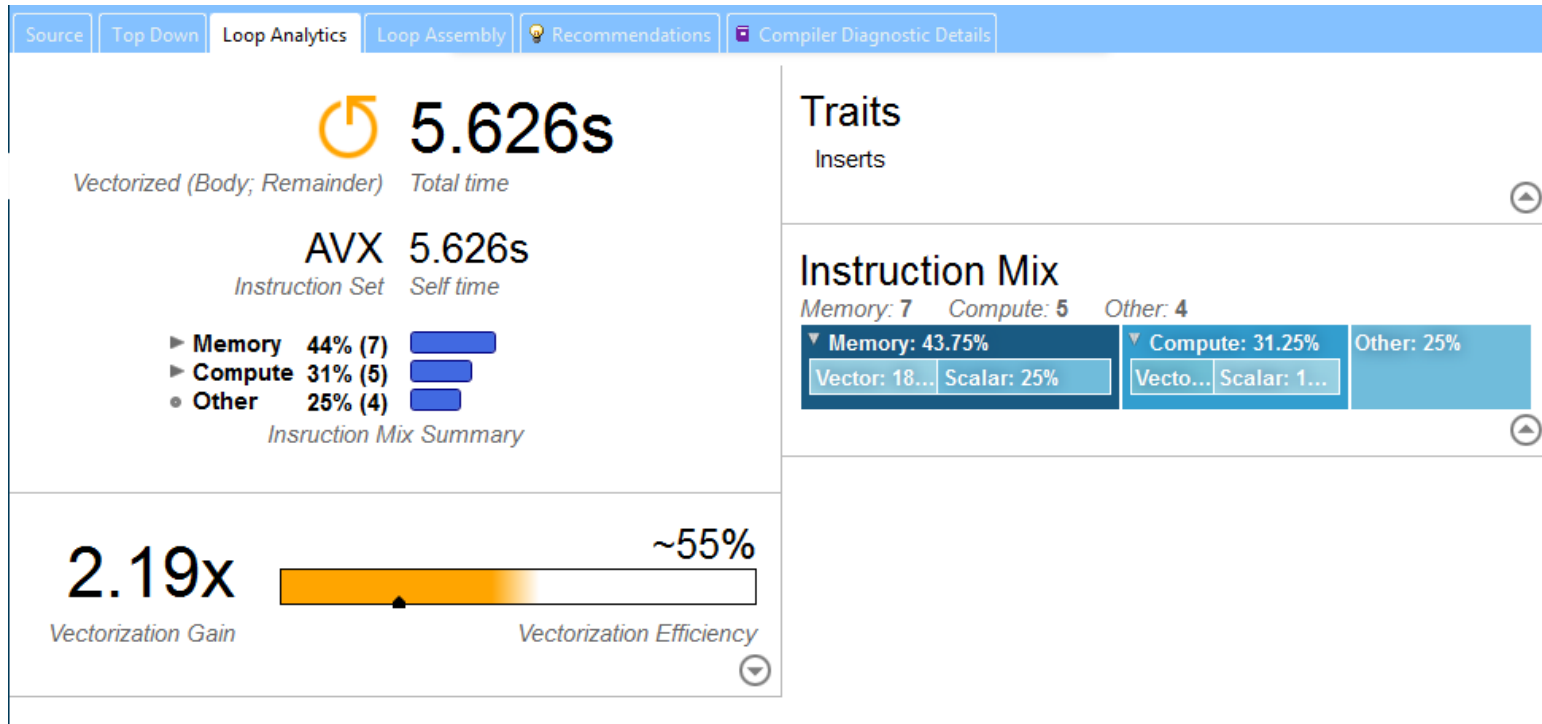 Source Top Down Loop Analytics Loop Assembly Recommendations Compiler Diagnostic Details
5.626s
Vectorized (Body; Remainder) Total time
AVX 5.626s
Instruction Set Self time
Memory 44% (7)
Compute 31% (5)
Other 25% (4)
Insruction Mix Summary
2.19x
~55%
Vectorization Gain Vectorization Efficiency
Traits
Inserts
Instruction Mix
Memory: 7 Compute: 5 Other: 4
Memory: 43.75% Compute: 31.25% Other: 25%
Vector: 18... Scalar: 25% Vecto... Scalar: 1...